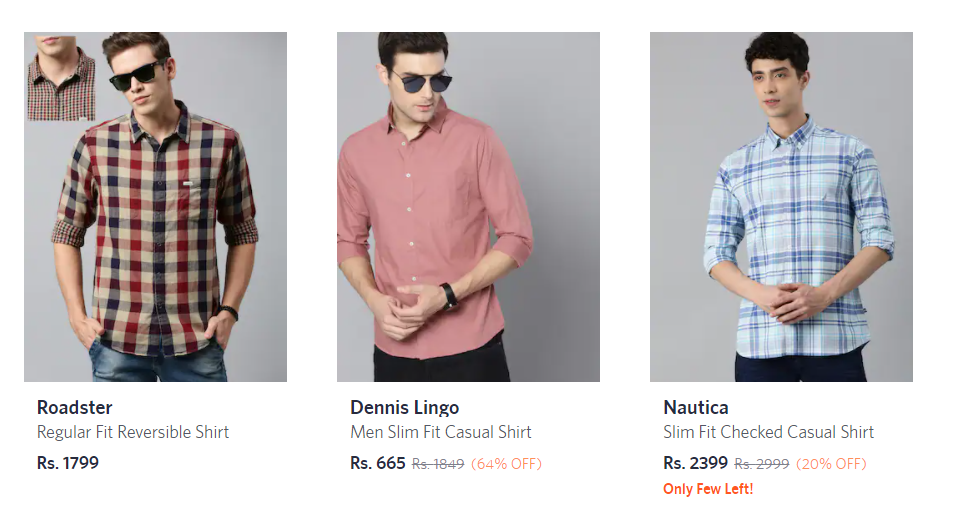 Roadster
Regular Fit Reversible Shirt
Rs. 1799
Dennis Lingo
Men Slim Fit Casual Shirt
Rs. 665 Rs. 1849 (64% OFF)
Nautica
Slim Fit Checked Casual Shirt
Rs. 2399 Rs. 2999 (20% OFF)
Only Few Left!